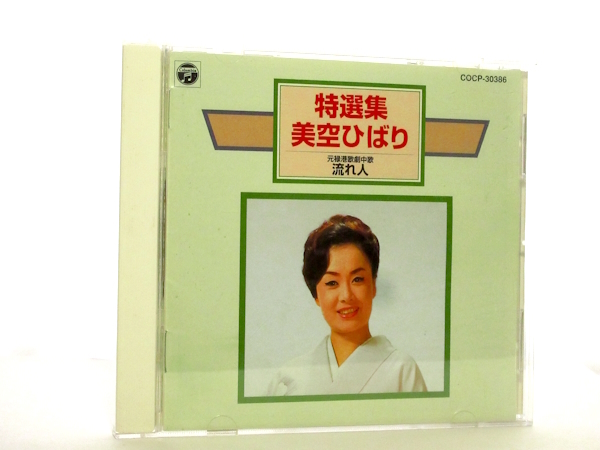 Columbia
COCP-30386
特選集
美空ひばり
元禄港歌劇中歌
流れ人